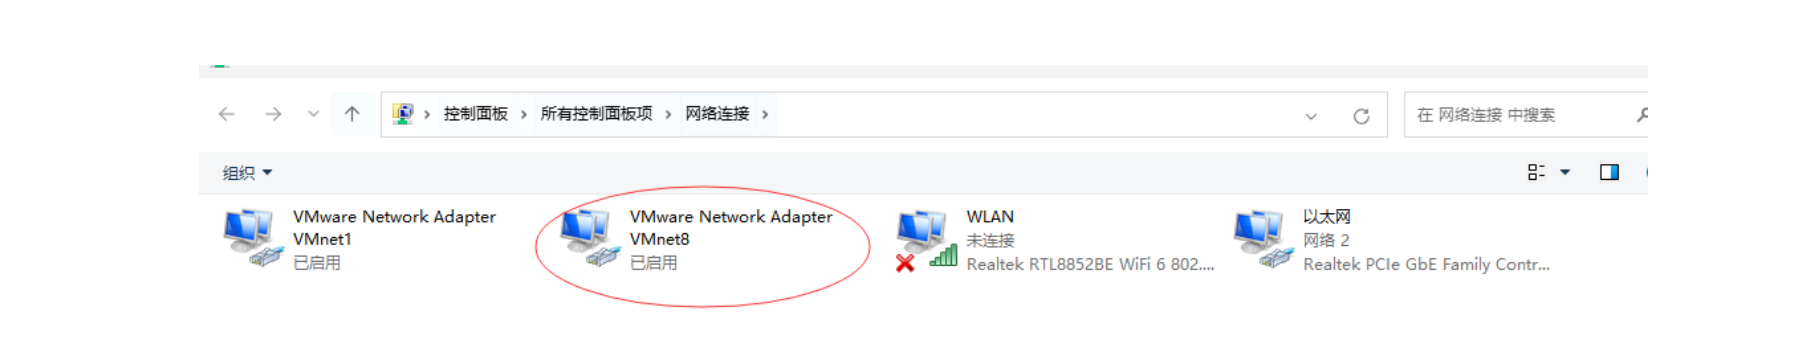 控制面板 › 所有控制面板项 › 网络连接 ›
在 网络连接 中搜索
组织
VMware Network Adapter
VMnet1
已启用
VMware Network Adapter
VMnet8
已启用
WLAN
未连接
Realtek RTL8852BE WiFi 6 802....
以太网
网络 2
Realtek PCIe GbE Family Contr...